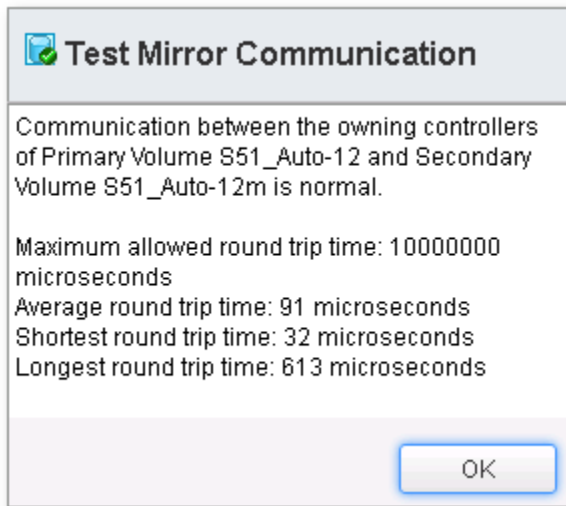 Test Mirror Communication
Communication between the owning controllers
of Primary Volume S51_Auto-12 and Secondary
Volume S51_Auto-12m is normal.
Maximum allowed round trip time: 10000000
microseconds
Average round trip time: 91 microseconds
Shortest round trip time: 32 microseconds
Longest round trip time: 613 microseconds
OK